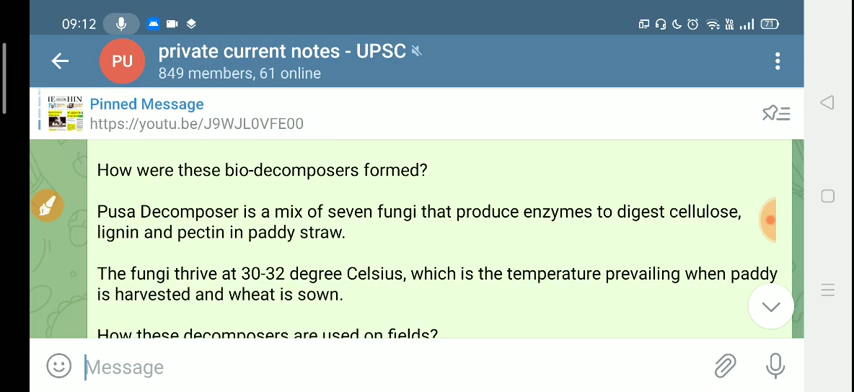 09:12
71
PU
private current notes - UPSC
849 members, 61 online
Pinned Message
https://youtu.be/J9WJL0VFE00
How were these bio-decomposers formed?
Pusa Decomposer is a mix of seven fungi that produce enzymes to digest cellulose,
lignin and pectin in paddy straw.
The fungi thrive at 30-32 degree Celsius, which is the temperature prevailing when paddy
is harvested and wheat is sown.
How these decomposers are used on fields?
Message